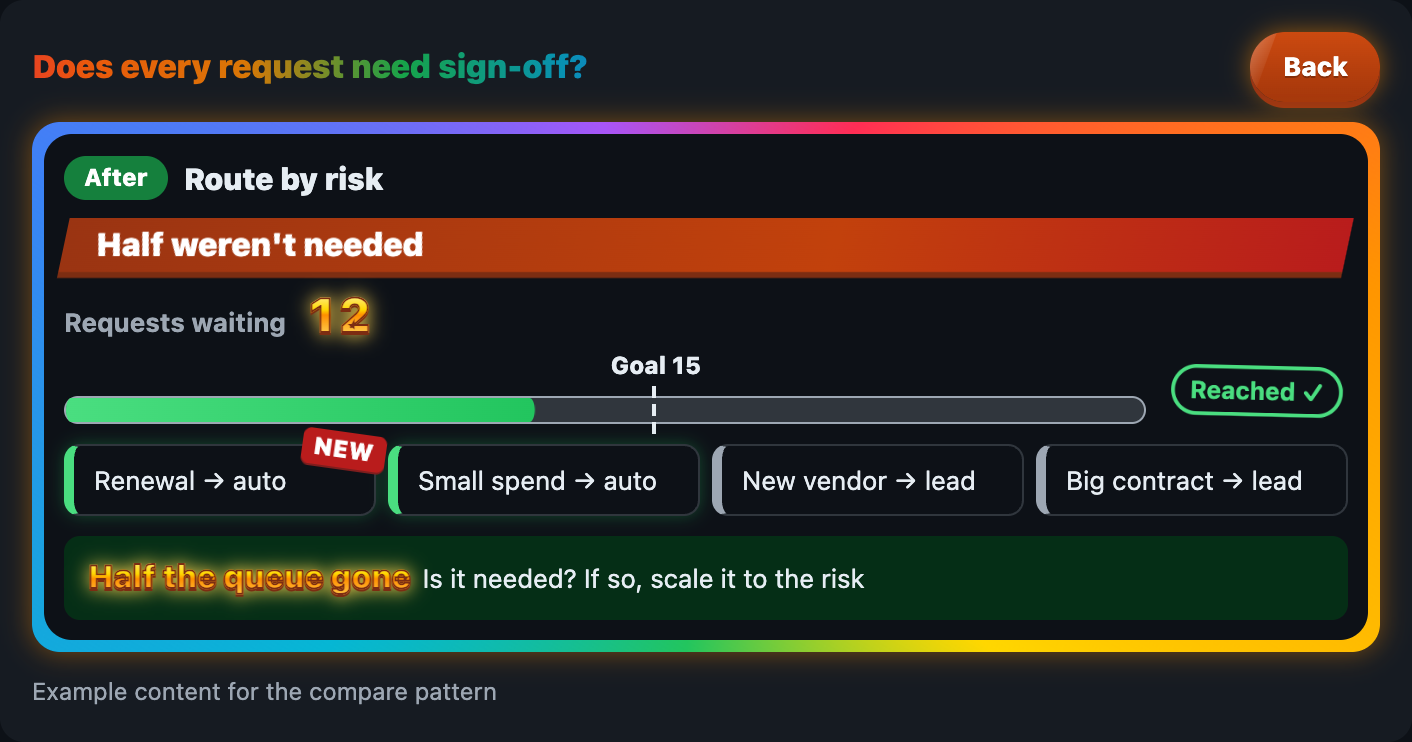 Does every request need sign-off?
Back
After
Route by risk
Half weren't needed
Requests waiting 12
Goal 15
Reached ✓
NEW
Renewal → auto
Small spend → auto
New vendor → lead
Big contract → lead
Half the queue gone Is it needed? If so, scale it to the risk
Example content for the compare pattern